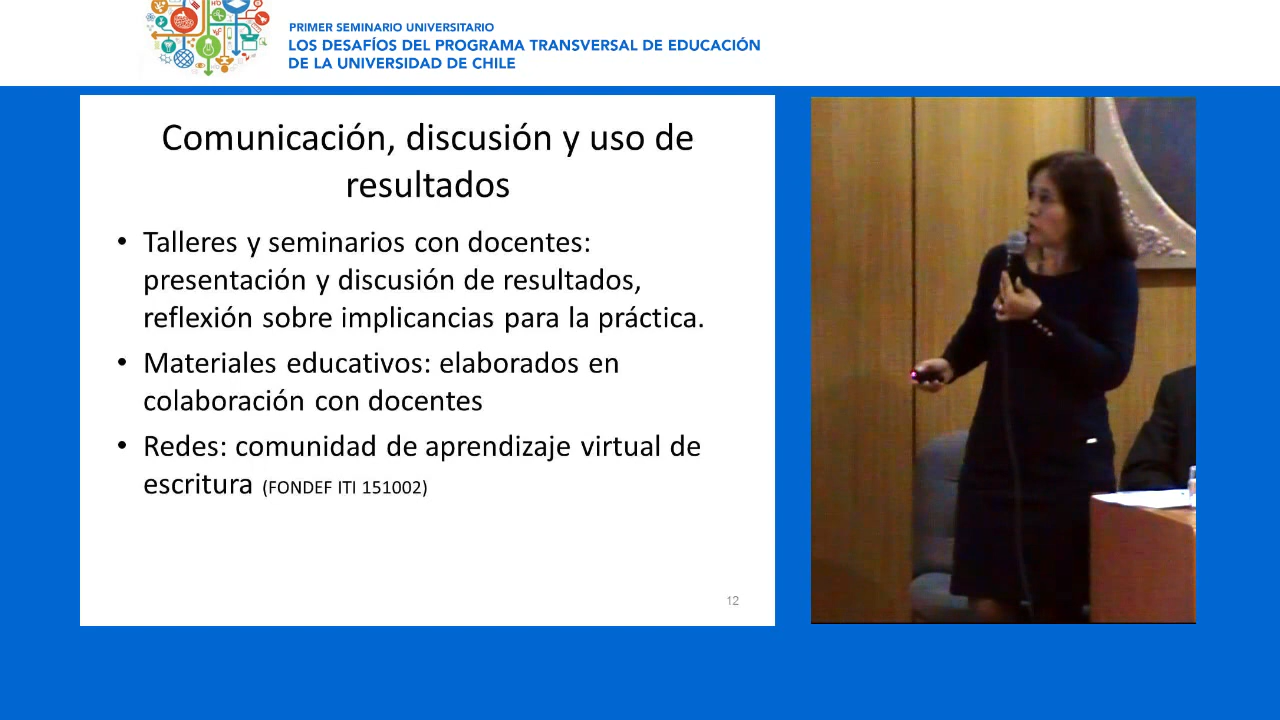 PRIMER SEMINARIO UNIVERSITARIO
LOS DESAFÍOS DEL PROGRAMA TRANSVERSAL DE EDUCACIÓN
DE LA UNIVERSIDAD DE CHILE
Comunicación, discusión y uso de
resultados
• Talleres y seminarios con docentes:
presentación y discusión de resultados,
reflexión sobre implicancias para la práctica.
• Materiales educativos: elaborados en
colaboración con docentes
• Redes: comunidad de aprendizaje virtual de
escritura (FONDEF ITI 151002)
12